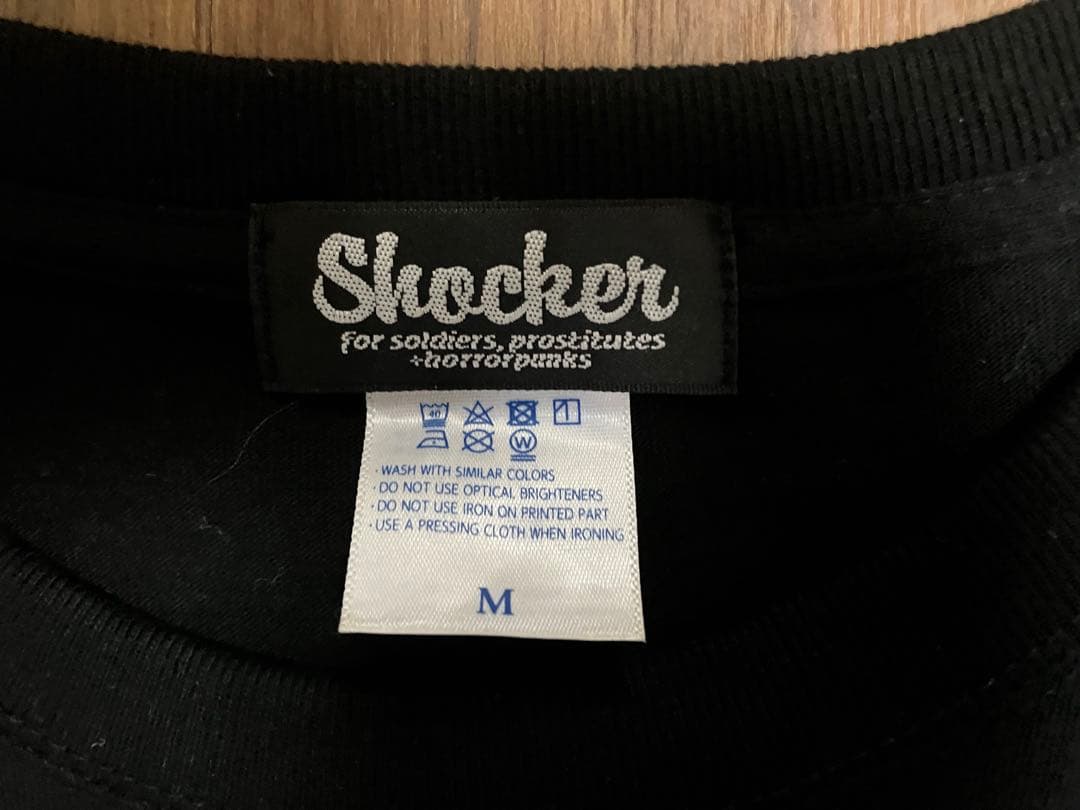 Shocker
for soldiers, prostitutes
+horrorpunks
40
W
· WASH WITH SIMILAR COLORS
· DO NOT USE OPTICAL BRIGHTENERS
· DO NOT USE IRON ON PRINTED PART
· USE A PRESSING CLOTH WHEN IRONING
M